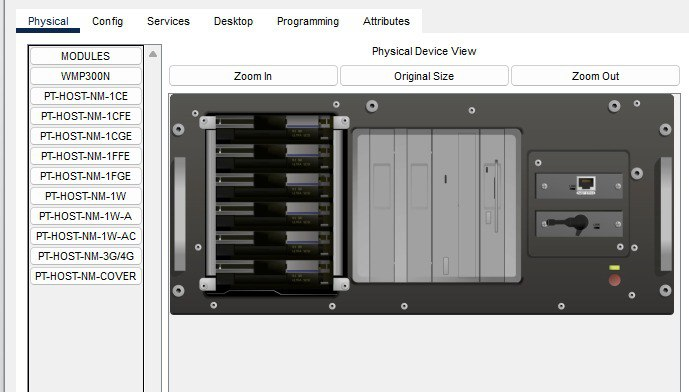 Physical Config Services Desktop Programming Attributes
MODULES
WMP300N
PT-HOST-NM-1CE
PT-HOST-NM-1CFE
PT-HOST-NM-1CGE
PT-HOST-NM-1FFE
PT-HOST-NM-1FGE
PT-HOST-NM-1W
PT-HOST-NM-1W-A
PT-HOST-NM-1W-AC
PT-HOST-NM-3G/4G
PT-HOST-NM-COVER
Physical Device View
Zoom In Original Size Zoom Out